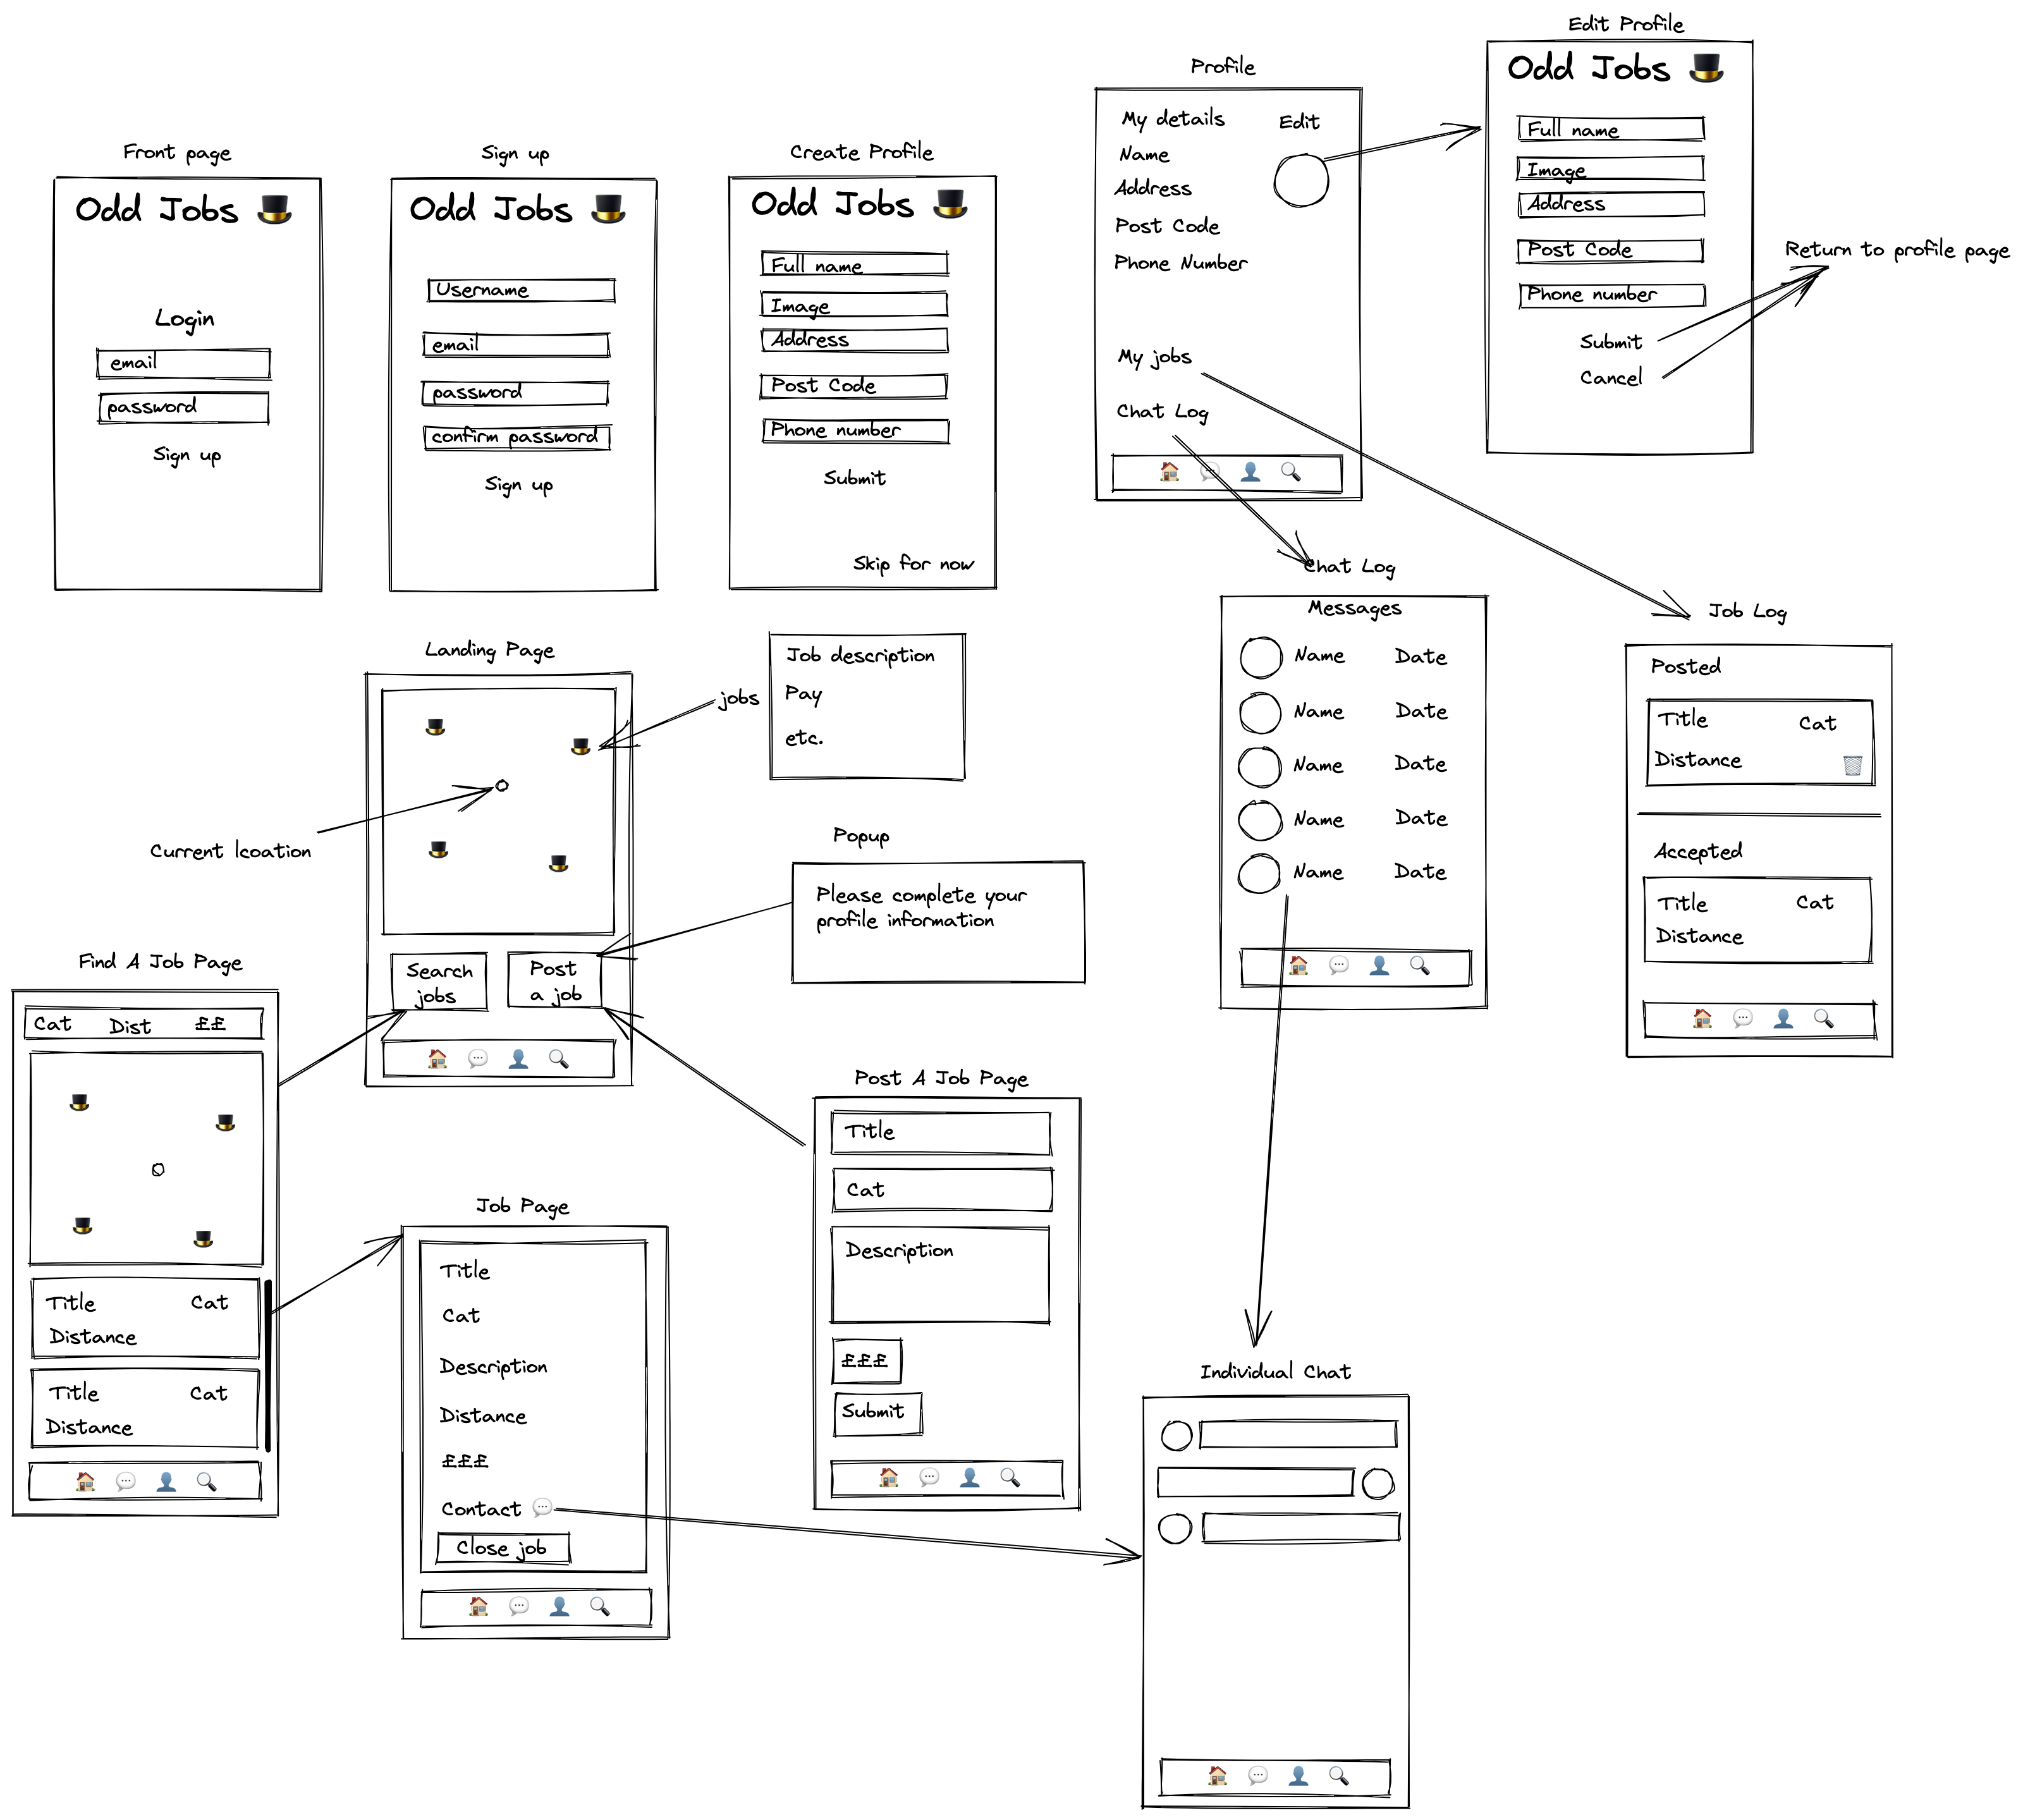 Front page
Odd Jobs
Login
email
password
Sign up
Sign up
Odd Jobs
Username
email
password
confirm password
Sign up
Create Profile
Odd Jobs
Full name
Image
Address
Post Code
Phone number
Submit
Skip for now
Profile
My details
Edit
Name
Address
Post Code
Phone Number
My jobs
Chat Log
Edit Profile
Odd Jobs
Full name
Image
Address
Post Code
Phone number
Submit
Cancel
Return to profile page
Landing Page
jobs
Current lcoation
Search
jobs
Post
a job
Job description
Pay
etc.
Popup
Please complete your
profile information
Chat Log
Messages
Name Date
Name Date
Name Date
Name Date
Name Date
Job Log
Posted
Title Cat
Distance
Accepted
Title Cat
Distance
Find A Job Page
Cat Dist ££
Title Cat
Distance
Title Cat
Distance
Job Page
Title
Cat
Description
Distance
£££
Contact
Close job
Post A Job Page
Title
Cat
Description
£££
Submit
Individual Chat